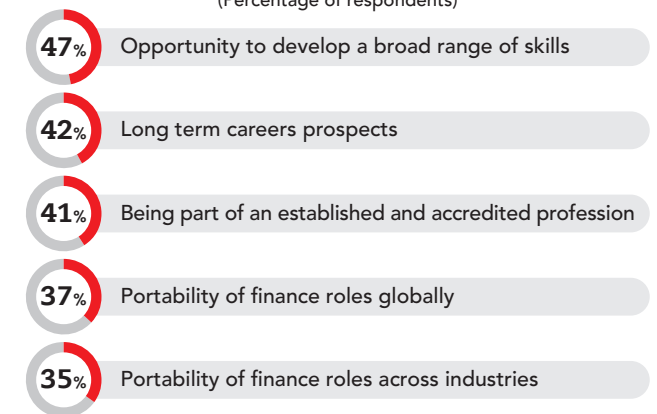 (Percentage of respondents)
47% Opportunity to develop a broad range of skills
42% Long term careers prospects
41% Being part of an established and accredited profession
37% Portability of finance roles globally
35% Portability of finance roles across industries